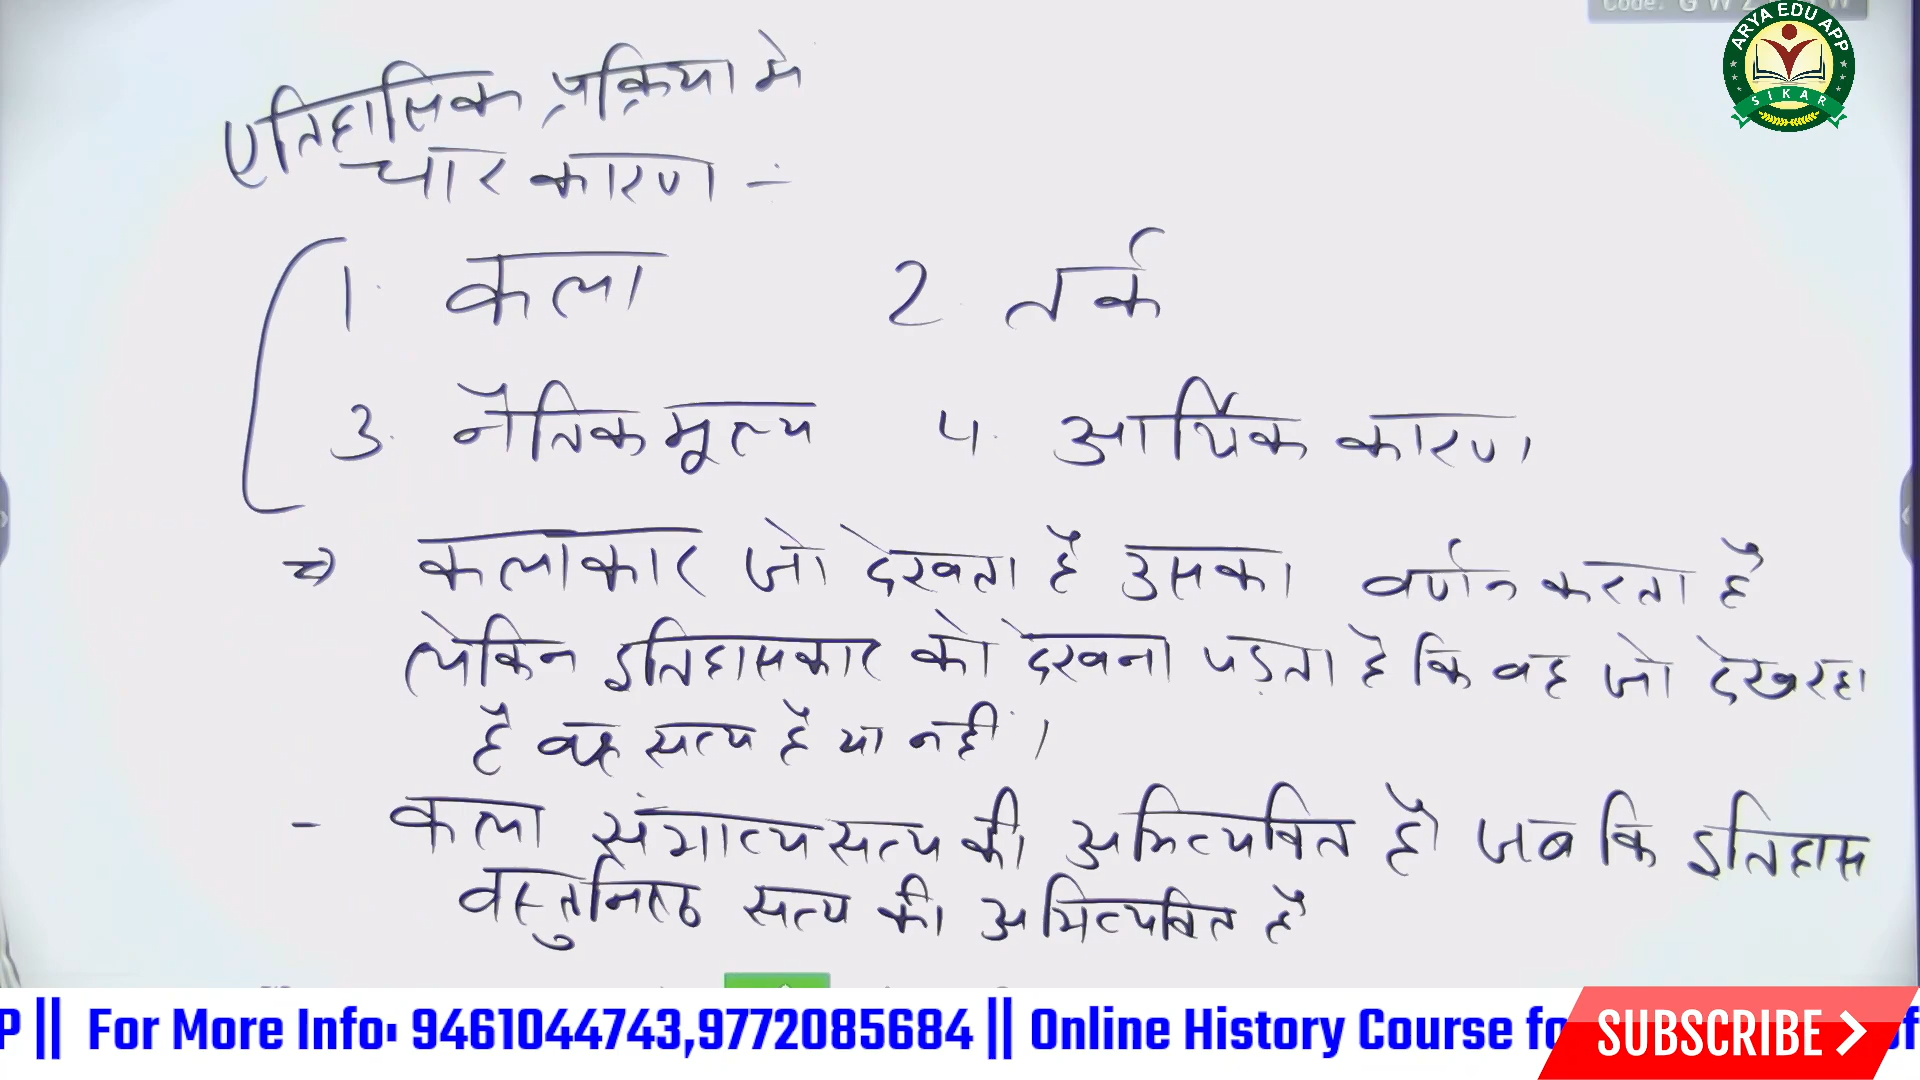 Code: G W Z
ARYA EDU APP
SIKAR
एतिहासिक प्रक्रिया मे
चार कारण -
1. कला 2. तर्क
3. नैतिक मूल्य 4. आर्थिक कारण
⇒ कलाकार जो देखता है उसका वर्णन करता है
लेकिन इतिहासकार को देखना पड़ता है कि वह जो देख रहा
है वह सत्य है या नहीं।
- कला संभाव्य सत्य की अभिव्यक्ति है जबकि इतिहास
वस्तुनिष्ठ सत्य की अभिव्यक्ति है
P || For More Info: 9461044743,9772085684 || Online History Course fo
SUBSCRIBE